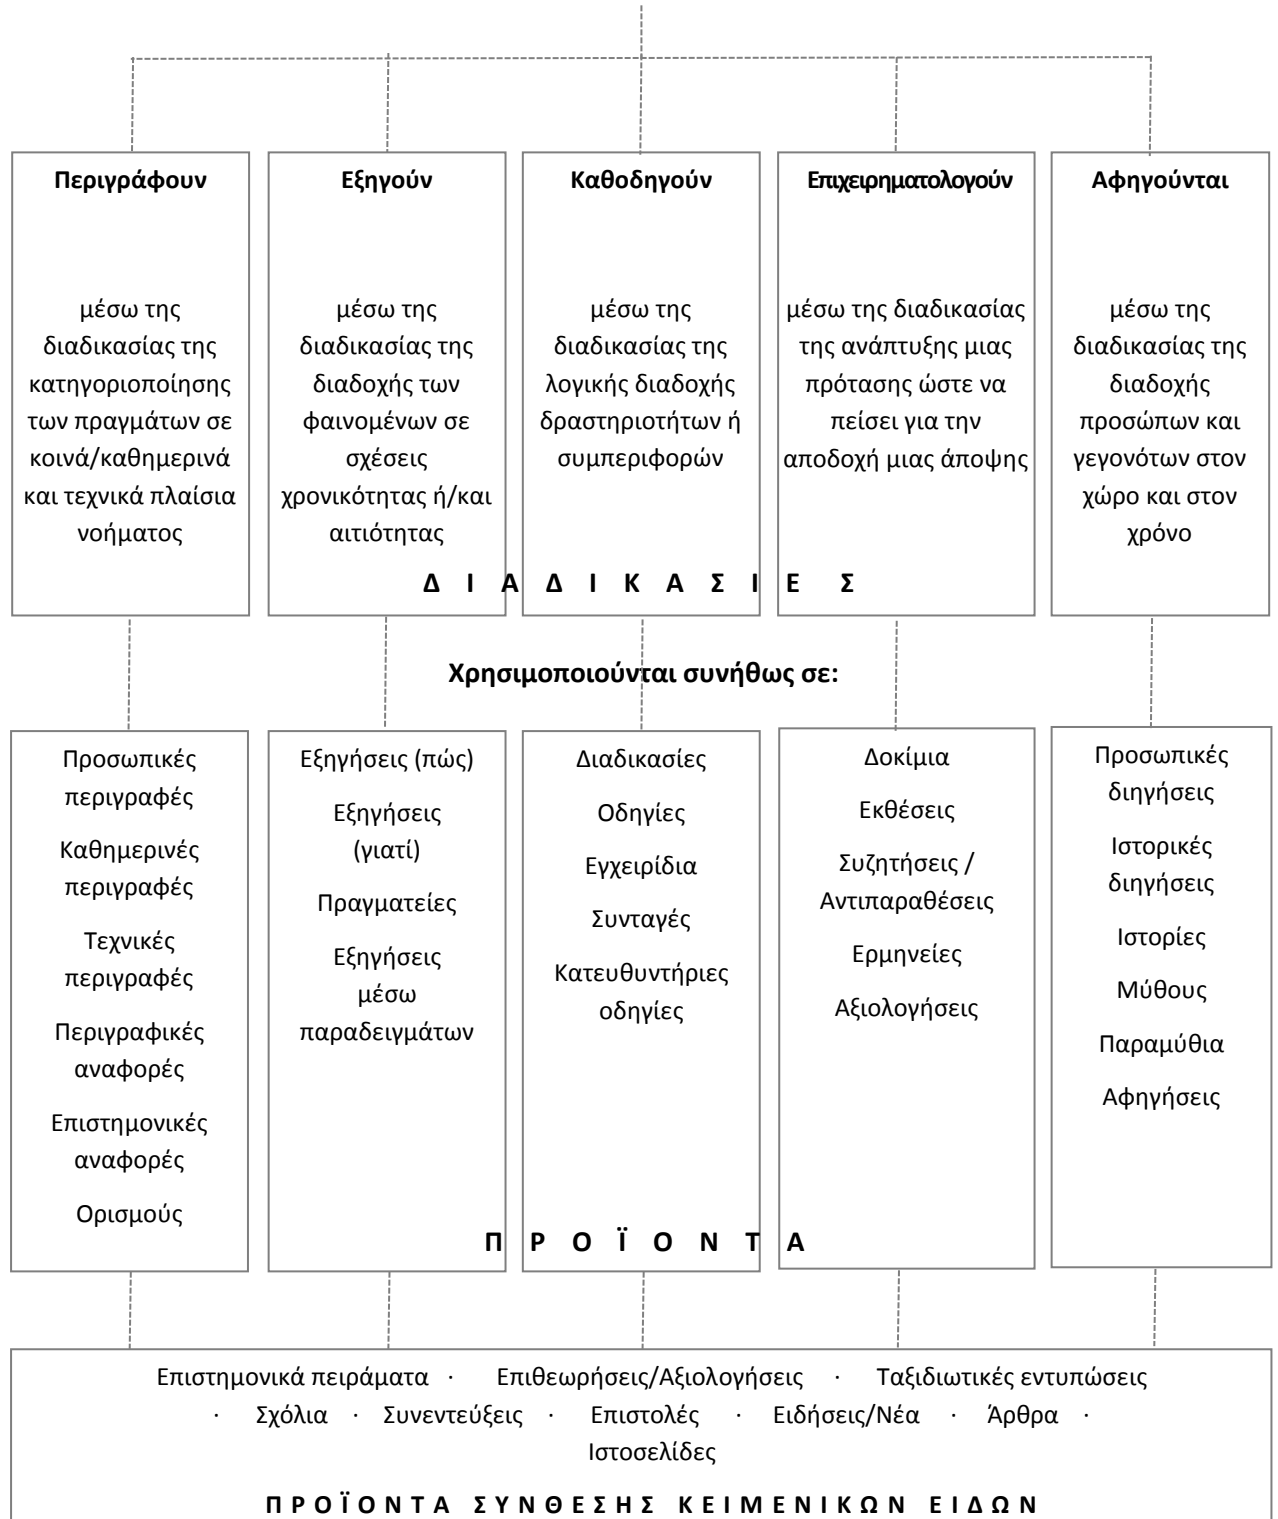 Περιγράφουν
μέσω της
διαδικασίας της
κατηγοριοποίησης
των πραγμάτων σε
κοινά/καθημερινά
και τεχνικά πλαίσια
νοήματος
Εξηγούν
μέσω της
διαδικασίας της
διαδοχής των
φαινομένων σε
σχέσεις
χρονικότητας ή/και
αιτιότητας
Καθοδηγούν
μέσω της
διαδικασίας της
λογικής διαδοχής
δραστηριοτήτων ή
συμπεριφορών
Επιχειρηματολογούν
μέσω της διαδικασίας
της ανάπτυξης μιας
πρότασης ώστε να
πείσει για την
αποδοχή μιας άποψης
Αφηγούνται
μέσω της
διαδικασίας της
διαδοχής
προσώπων και
γεγονότων στον
χώρο και στον
χρόνο
Δ Ι Α Δ Ι Κ Α Σ Ι Ε Σ
Χρησιμοποιούνται συνήθως σε:
Προσωπικές
περιγραφές
Καθημερινές
περιγραφές
Τεχνικές
περιγραφές
Περιγραφικές
αναφορές
Επιστημονικές
αναφορές
Ορισμούς
Εξηγήσεις (πώς)
Εξηγήσεις
(γιατί)
Πραγματείες
Εξηγήσεις
μέσω
παραδειγμάτων
Διαδικασίες
Οδηγίες
Εγχειρίδια
Συνταγές
Κατευθυντήριες
οδηγίες
Δοκίμια
Εκθέσεις
Συζητήσεις /
Αντιπαραθέσεις
Ερμηνείες
Αξιολογήσεις
Προσωπικές
διηγήσεις
Ιστορικές
διηγήσεις
Ιστορίες
Μύθους
Παραμύθια
Αφηγήσεις
Π Ρ Ο Ϊ Ο Ν Τ Α
Επιστημονικά πειράματα · Επιθεωρήσεις/Αξιολογήσεις · Ταξιδιωτικές εντυπώσεις
· Σχόλια · Συνεντεύξεις · Επιστολές · Ειδήσεις/Νέα · Άρθρα ·
Ιστοσελίδες
Π Ρ Ο Ϊ Ο Ν Τ Α Σ Υ Ν Θ Ε Σ Η Σ Κ Ε Ι Μ Ε Ν Ι Κ Ω Ν Ε Ι Δ Ω Ν